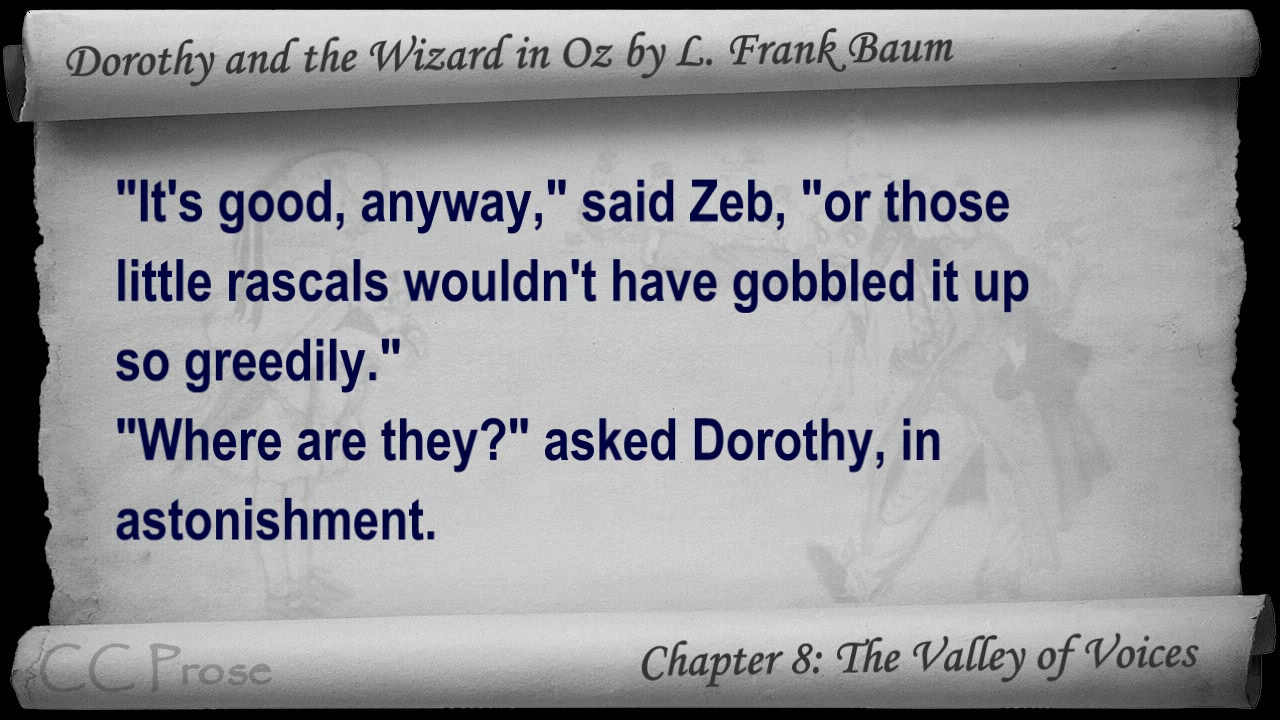 Dorothy and the Wizard in Oz by L. Frank Baum
"It's good, anyway," said Zeb, "or those
little rascals wouldn't have gobbled it up
so greedily."
"Where are they?" asked Dorothy, in
astonishment.
CC Prose
Chapter 8: The Valley of Voices